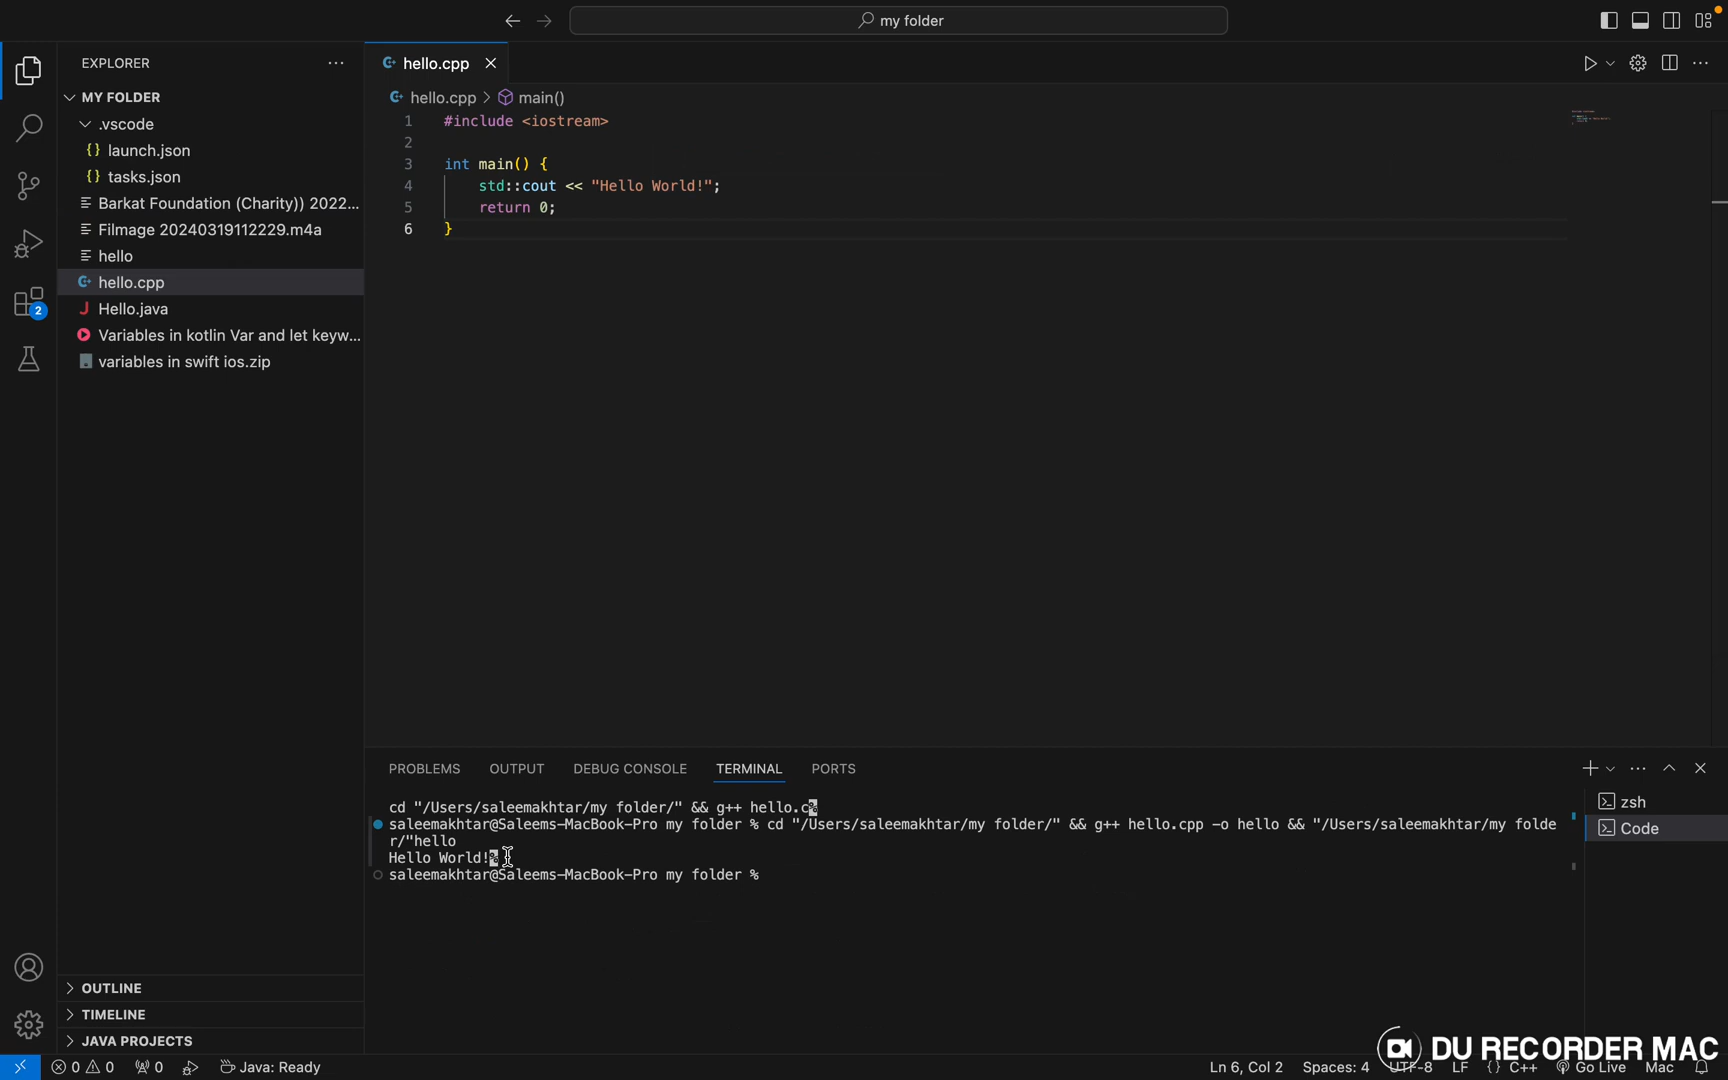 my folder
EXPLORER
hello.cpp
MY FOLDER
hello.cpp > main()
.vscode
launch.json
tasks.json
Barkat Foundation (Charity)) 2022...
Filmage 20240319112229.m4a
hello
hello.cpp
Hello.java
Variables in kotlin Var and let keyw...
variables in swift ios.zip
2
1 #include <iostream>
2
3 int main() {
4 std::cout << "Hello World!";
5 return 0;
6 }
PROBLEMS OUTPUT DEBUG CONSOLE TERMINAL PORTS
cd "/Users/saleemakhtar/my folder/" && g++ hello.c%
saleemakhtar@Saleems-MacBook-Pro my folder % cd "/Users/saleemakhtar/my folder/" && g++ hello.cpp -o hello && "/Users/saleemakhtar/my folde
r/"hello
Hello World!%
saleemakhtar@Saleems-MacBook-Pro my folder %
zsh
Code
OUTLINE
TIMELINE
JAVA PROJECTS
0 0 0 Java: Ready
Ln 6, Col 2 Spaces: 4 UTF-8 LF {} C++ Go Live Mac
DU RECORDER MAC